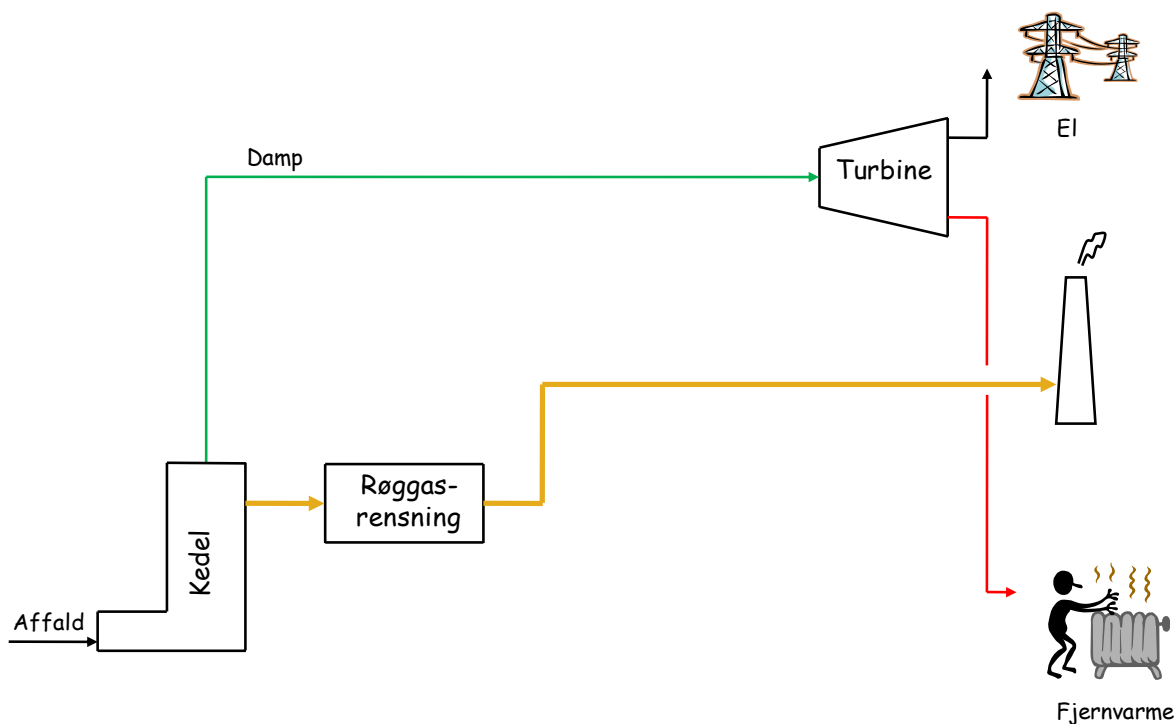 El
Damp
Turbine
Røggas-
rensning
Kedel
Affald
Fjernvarme